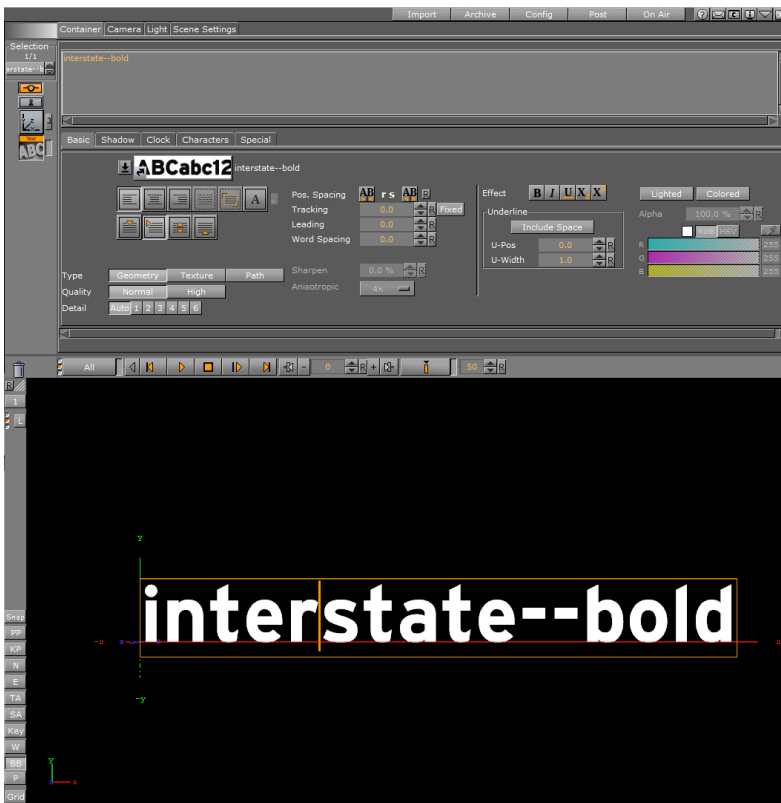 Import Archive Config Post On Air
Container Camera Light Scene Settings
Selection
1/1
erstate--b
interstate--bold
Text
ABC
Basic Shadow Clock Characters Special
ABCabc12 interstate--bold
A
Pos. Spacing AB r s AB R
Tracking 0.0 R Fixed
Leading 0.0 R
Word Spacing 0.0 R
Effect B I U X X
Underline
Include Space
U-Pos 0.0 R
U-Width 1.0 R
Lighted Colored
Alpha 100.0 % R
RGB HSV
R 255
G 255
B 255
Type Geometry Texture Path
Quality Normal High
Detail Auto 1 2 3 4 5 6
Sharpen 0.0 % R
Anisotropic 4x
All - 0 R + 50 R
R
1
L
Y
interstate--bold
-x
z
x
-y
Snap
PP
KP
N
E
TA
SA
Key
W
BB
P
Grid
Y
x